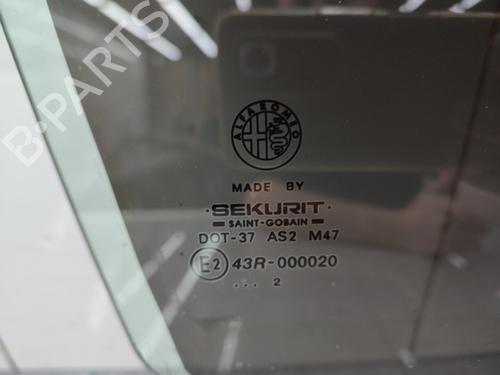 B-PARTS
ALFA ROMEO
MADE BY
·SEKURIT·
SAINT-GOBAIN
DOT-37 AS2 M47
E2 43R-000020
... 2